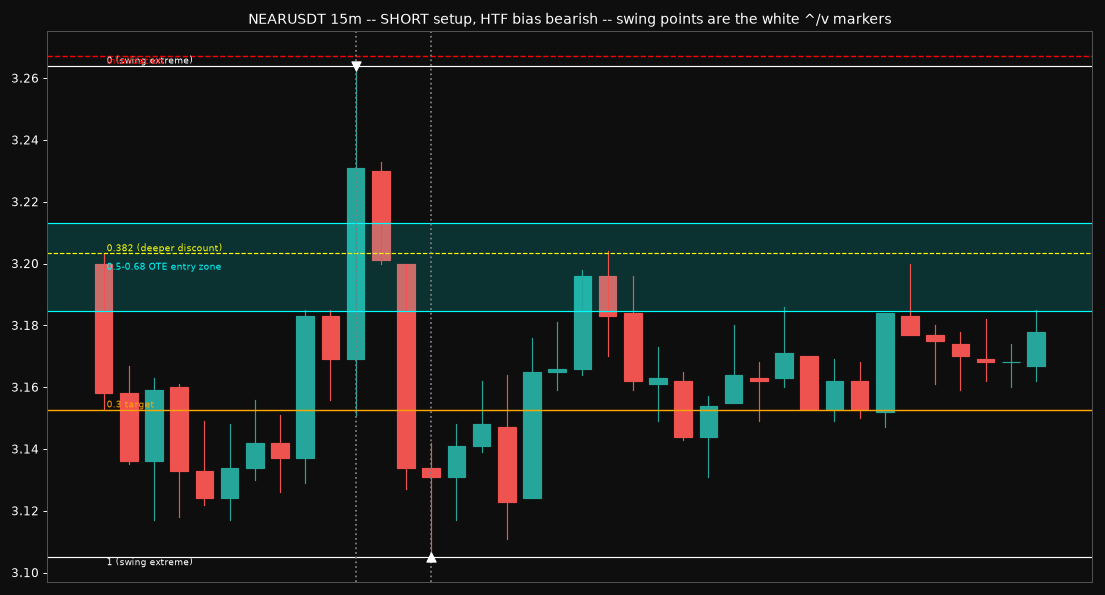 NEARUSDT 15m -- SHORT setup, HTF bias bearish -- swing points are the white ^/v markers
0 (swing extreme)
3.26
3.24
3.22
0.382 (deeper discount)
3.20
0.5-0.68 OTE entry zone
3.18
3.16
0.3 target
3.14
3.12
1 (swing extreme)
3.10